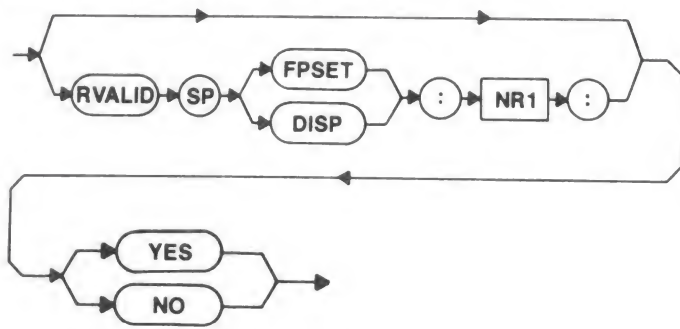 FPSET
RVALID SP : NR1 :
DISP
YES
NO